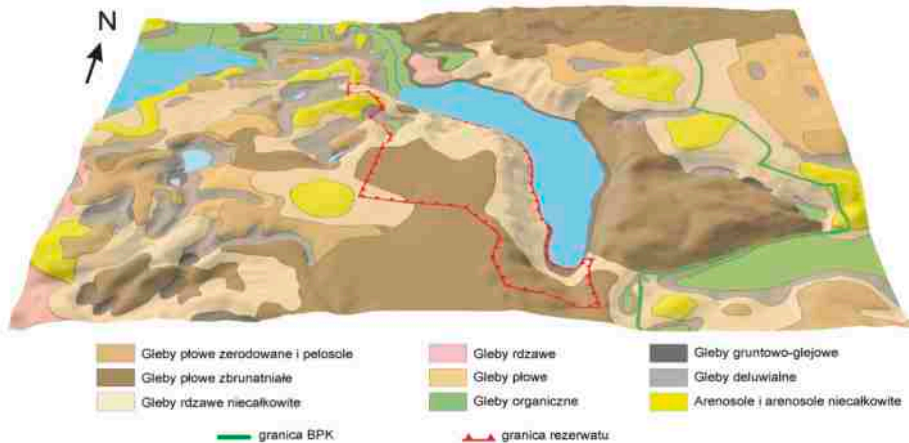 N
Gleby płowe zerodowane i pelosole
Gleby płowe zbrunatniałe
Gleby rdzawe niecałkowite
Gleby rdzawe
Gleby płowe
Gleby organiczne
Gleby gruntowo-glejowe
Gleby deluwialne
Arenosole i arenosole niecałkowite
granica BPK
granica rezerwatu